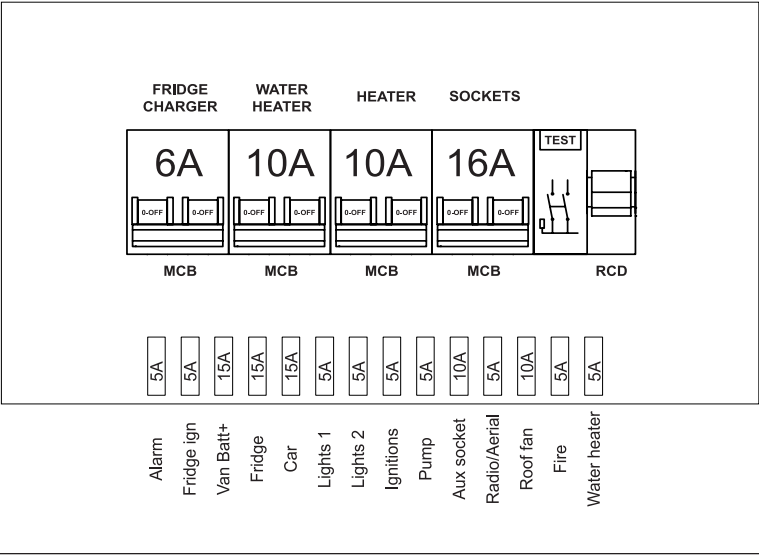 FRIDGE CHARGER
WATER HEATER
HEATER
SOCKETS
6A
10A
10A
16A
TEST
0-OFF 0-OFF
0-OFF 0-OFF
0-OFF 0-OFF
0-OFF 0-OFF
MCB
MCB
MCB
MCB
RCD
5A
5A
15A
15A
15A
5A
5A
5A
5A
10A
5A
10A
5A
5A
Alarm
Fridge ign
Van Batt+
Fridge
Car
Lights 1
Lights 2
Ignitions
Pump
Aux socket
Radio/Aerial
Roof fan
Fire
Water heater